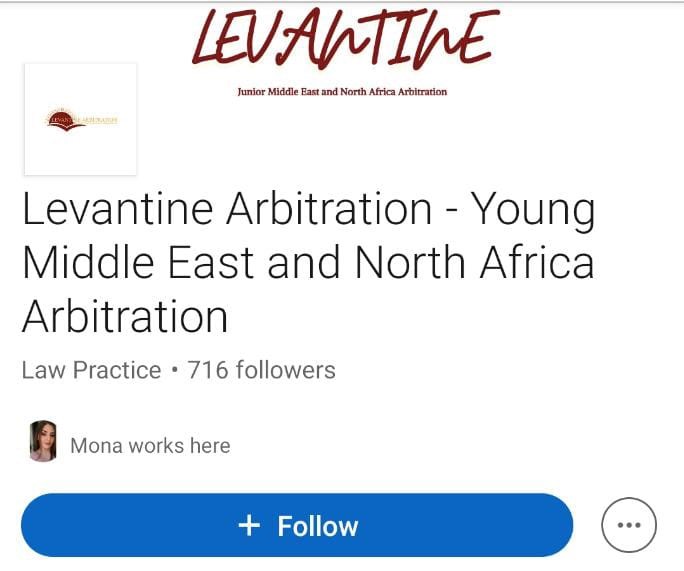 LEVANTINE
Junior Middle East and North Africa Arbitration
LEVANTINE ARBITRATION
Levantine Arbitration - Young
Middle East and North Africa
Arbitration
Law Practice • 716 followers
Mona works here
+ Follow